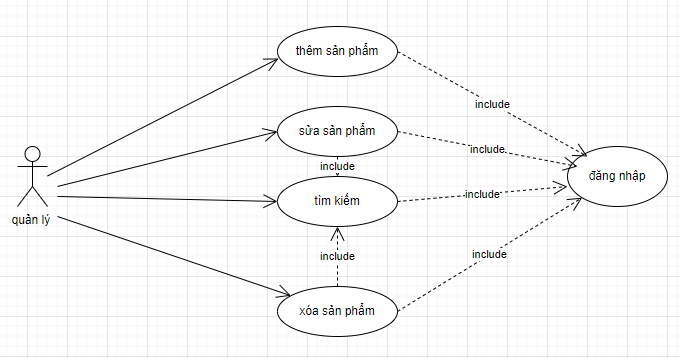 thêm sản phẩm
include
sửa sản phẩm
include
include
đăng nhập
tìm kiếm
include
quản lý
include
include
xóa sản phẩm